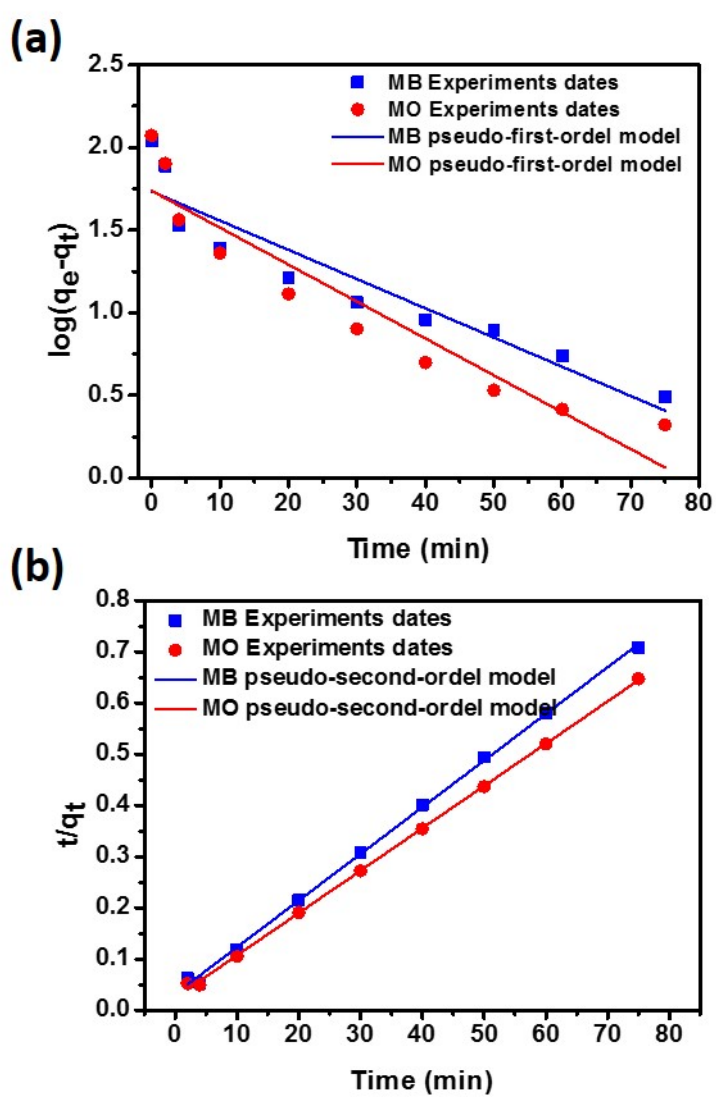 (a)
2.5
2.0
1.5
1.0
0.5
0.0
log(qe-qt)
MB Experiments dates
MO Experiments dates
MB pseudo-first-ordel model
MO pseudo-first-ordel model
0 10 20 30 40 50 60 70 80
Time (min)
(b)
0.8
0.7
0.6
0.5
0.4
0.3
0.2
0.1
0.0
t/qt
MB Experiments dates
MO Experiments dates
MB pseudo-second-ordel model
MO pseudo-second-ordel model
0 10 20 30 40 50 60 70 80
Time (min)